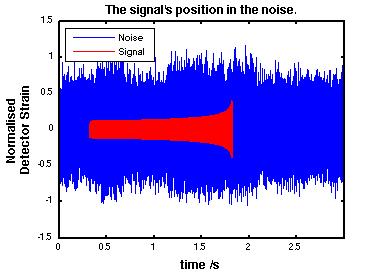 The signal's position in the noise.
Noise
Signal
Normalised
Detector Strain
1.5
1
0.5
0
-0.5
-1
-1.5
0
0.5
1
1.5
2
2.5
time /s